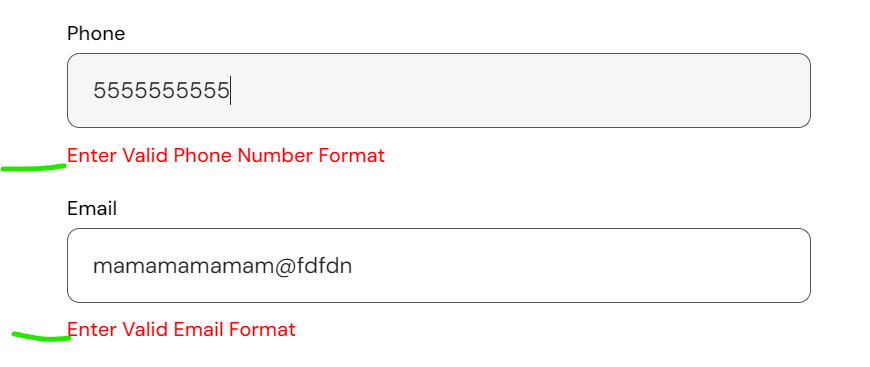 Phone
5555555555
Enter Valid Phone Number Format
Email
mamamamamam@fdfdn
Enter Valid Email Format